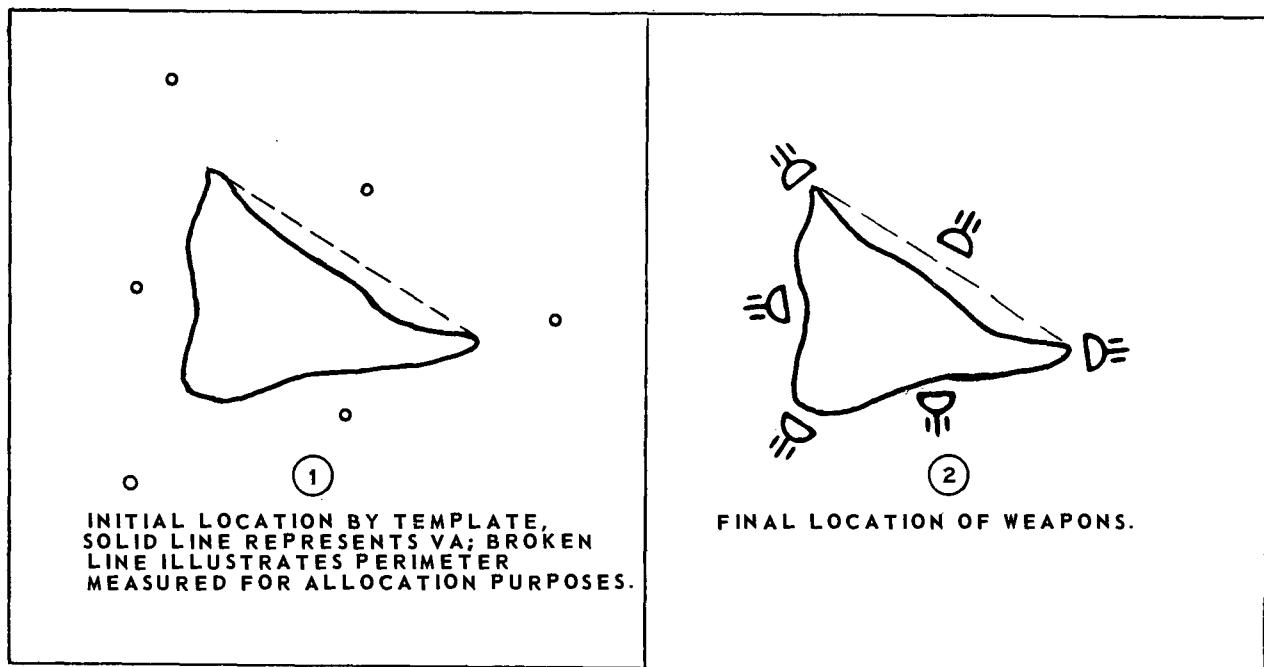 1
INITIAL LOCATION BY TEMPLATE,
SOLID LINE REPRESENTS VA; BROKEN
LINE ILLUSTRATES PERIMETER
MEASURED FOR ALLOCATION PURPOSES.
2
FINAL LOCATION OF WEAPONS.